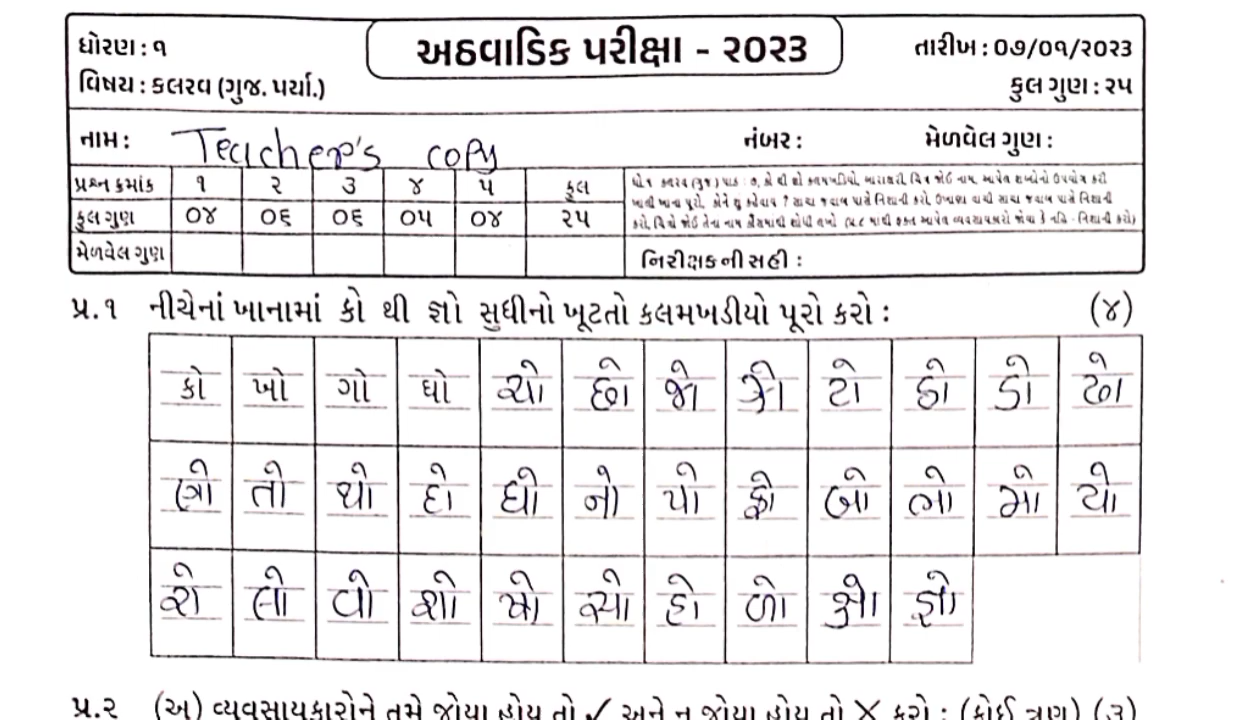 ધોરણ : ૧
અઠવાડિક પરીક્ષા - ૨૦૨૩
તારીખ : ૦૭/૦૧/૨૦૨૩
વિષય : કલરવ (ગુજ. પર્યા.)
કુલ ગુણ : ૨૫
નામ : Teacher's copy
નંબર :
મેળવેલ ગુણ :
પ્રશ્ન ક્રમાંક ૧ ૨ ૩ ૪ ૫ કુલ
કુલ ગુણ ૦૪ ૦૬ ૦૬ ૦૫ ૦૪ ૨૫
મેળવેલ ગુણ
નિરીક્ષકની સહી :
પ્ર.૧ નીચેનાં ખાનામાં કો થી જ્ઞો સુધીનો ખૂટતો કલમખડીયો પૂરો કરો : (૪)
કો ખો ગો ઘો ચો છો જો ઝો ટો ઠો ડો ઢો
ણો તો થો દો ધો નો પો ફો બો ભો મો યો
રો લો વો શો ષો સો હો ળો ક્ષો જ્ઞો
પ્ર.૨ (અ) વ્યવસાયકારોને તમે જોયા હોય તો ✓ અને ન જોયા હોય તો X કરો : (કોઈ ત્રણ) (૩)